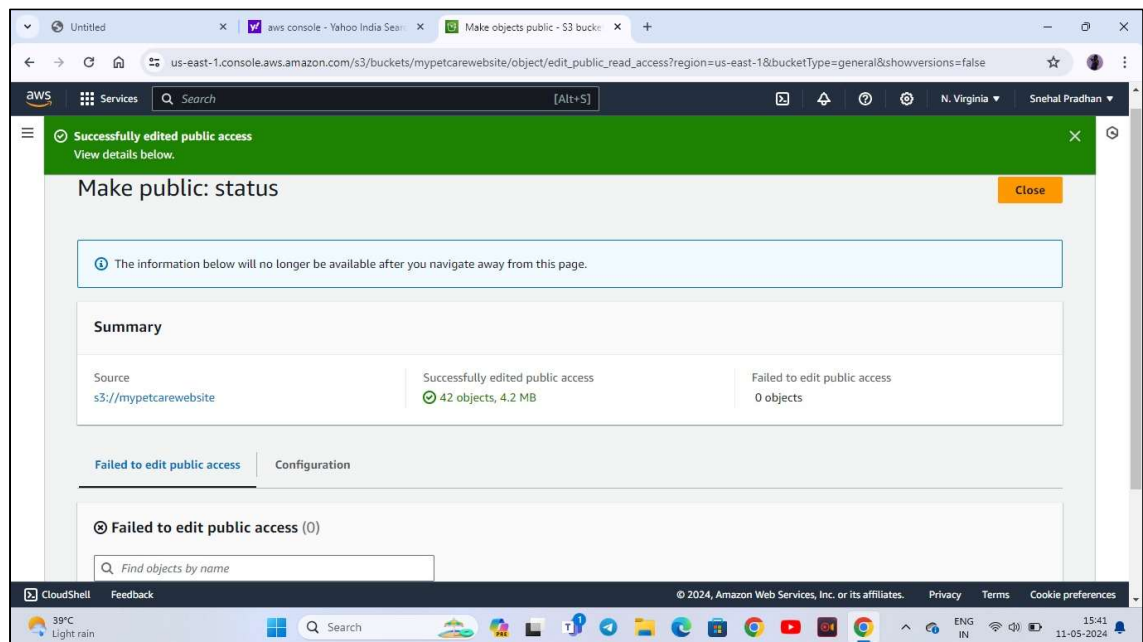 Untitled
aws console - Yahoo India Sear
Make objects public - S3 bucke
us-east-1.console.aws.amazon.com/s3/buckets/mypetcarewebsite/object/edit_public_read_access?region=us-east-1&bucketType=general&showversions=false
aws
Services
Search
[Alt+S]
N. Virginia
Snehal Pradhan
Successfully edited public access
View details below.
Make public: status
Close
The information below will no longer be available after you navigate away from this page.
Summary
Source
s3://mypetcarewebsite
Successfully edited public access
42 objects, 4.2 MB
Failed to edit public access
0 objects
Failed to edit public access
Configuration
Failed to edit public access (0)
Find objects by name
CloudShell
Feedback
© 2024, Amazon Web Services, Inc. or its affiliates.
Privacy
Terms
Cookie preferences
39°C
Light rain
Search
PRE
ENG
IN
15:41
11-05-2024